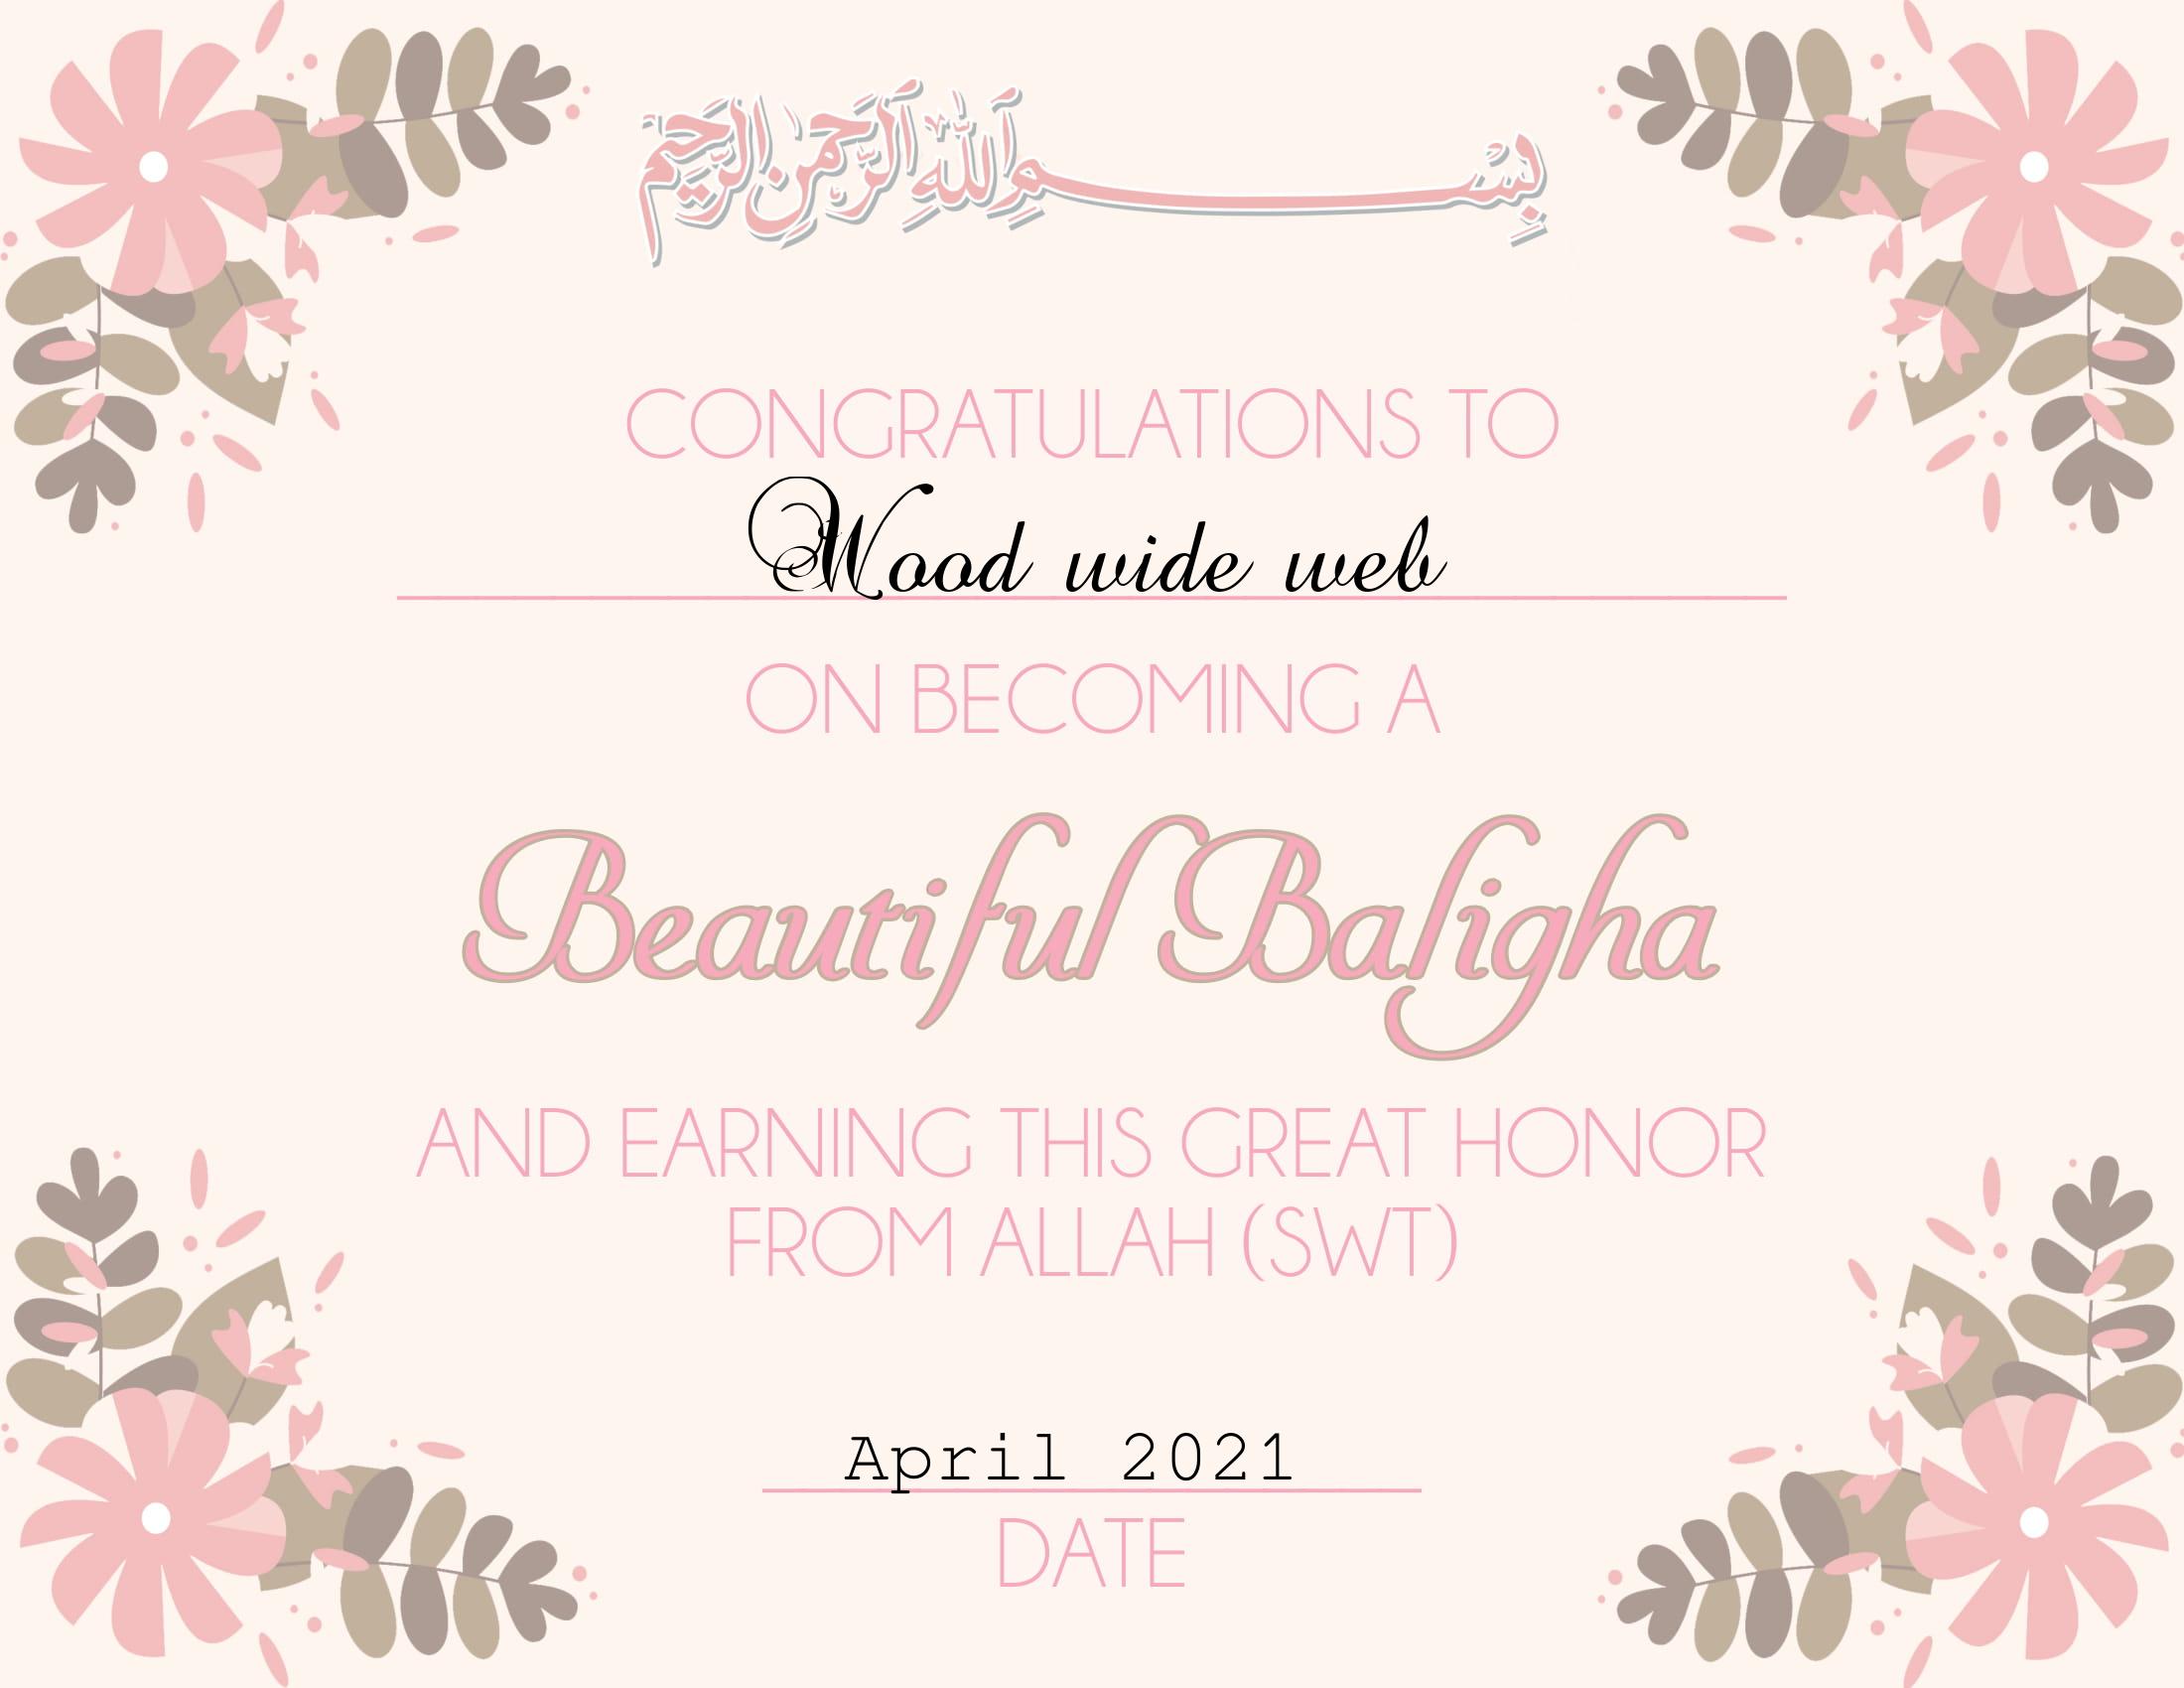 بِسْمِ اللهِ الرَّحْمٰنِ الرَّحِيْمِ
CONGRATULATIONS TO
Wood wide web
ON BECOMING A
Beautiful Baligha
AND EARNING THIS GREAT HONOR
FROM ALLAH (SWT)
April 2021
DATE